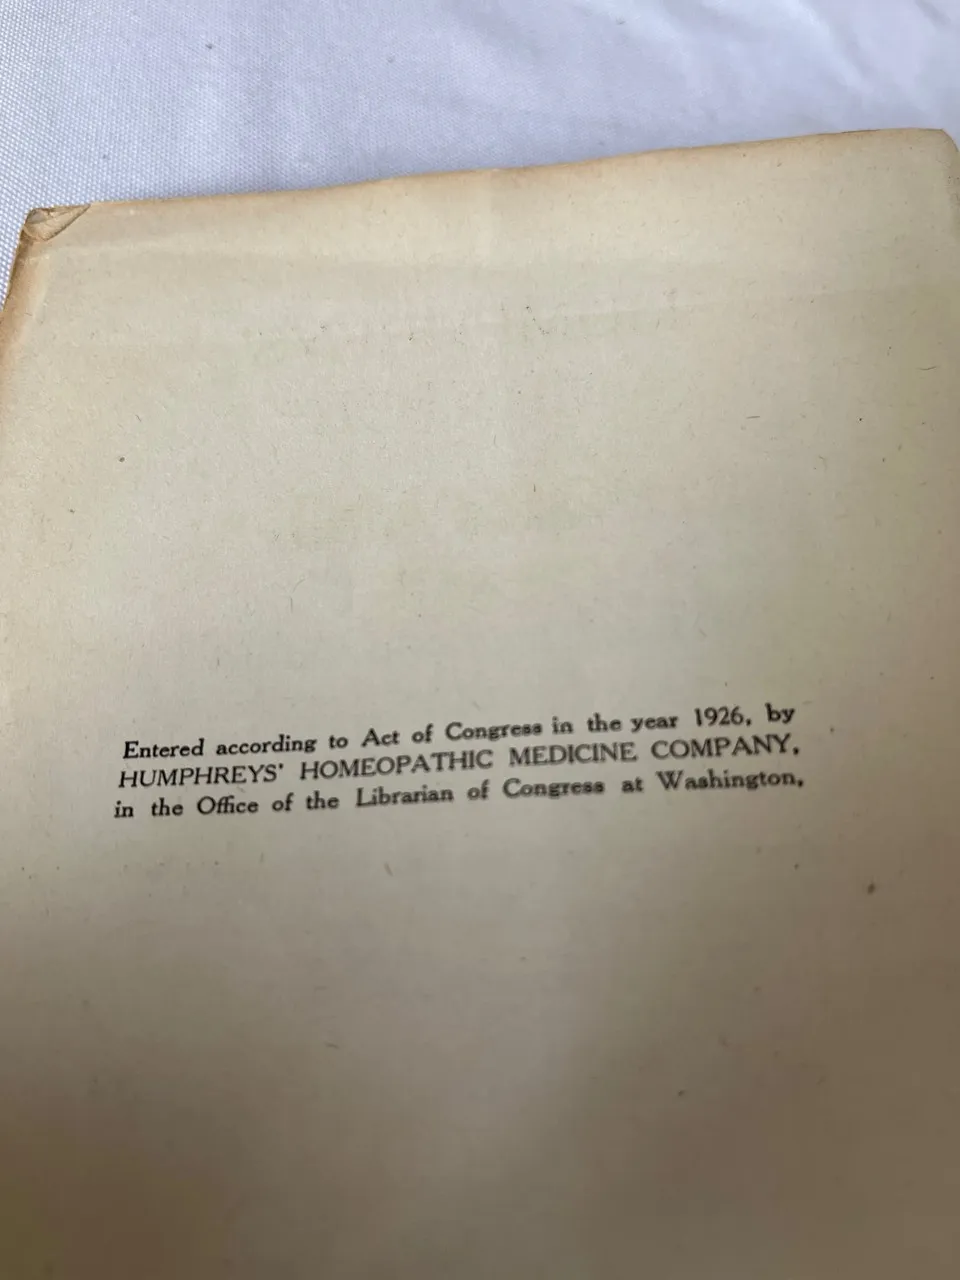 Entered according to Act of Congress in the year 1926, by
HUMPHREYS' HOMEOPATHIC MEDICINE COMPANY,
in the Office of the Librarian of Congress at Washington,